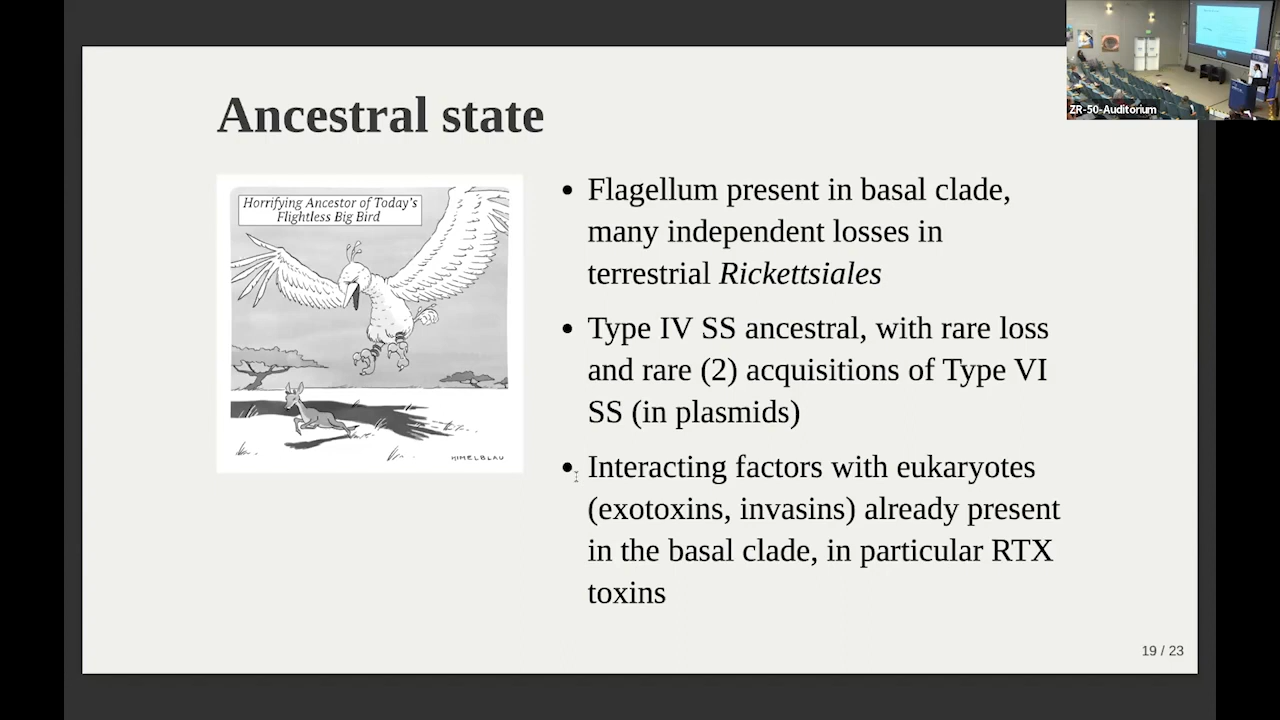 Ancestral state
Horrifying Ancestor of Today's
Flightless Big Bird
HIMELBLAU
• Flagellum present in basal clade,
many independent losses in
terrestrial Rickettsiales
• Type IV SS ancestral, with rare loss
and rare (2) acquisitions of Type VI
SS (in plasmids)
• Interacting factors with eukaryotes
(exotoxins, invasins) already present
in the basal clade, in particular RTX
toxins
19 / 23
ZR-50-Auditorium